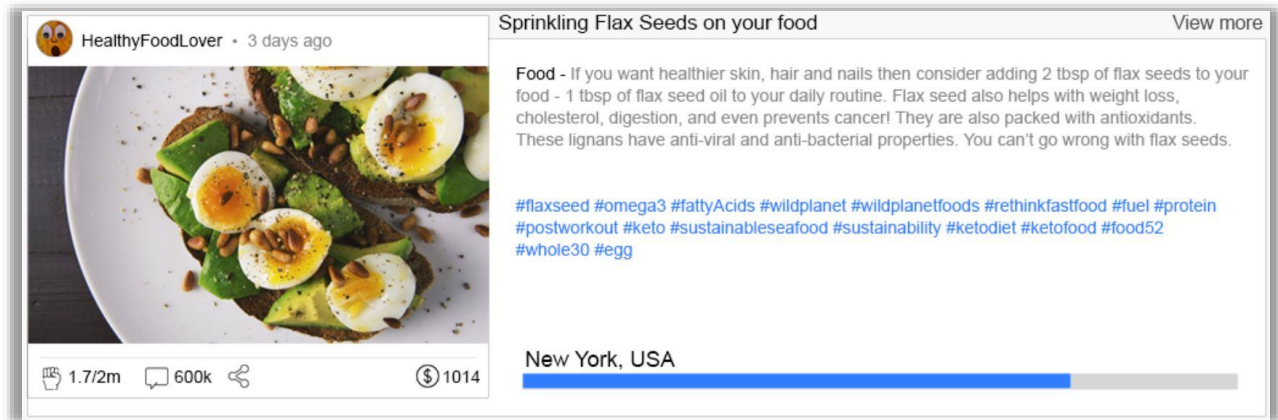 HealthyFoodLover • 3 days ago
Sprinkling Flax Seeds on your food
View more
Food - If you want healthier skin, hair and nails then consider adding 2 tbsp of flax seeds to your
food - 1 tbsp of flax seed oil to your daily routine. Flax seed also helps with weight loss,
cholesterol, digestion, and even prevents cancer! They are also packed with antioxidants.
These lignans have anti-viral and anti-bacterial properties. You can't go wrong with flax seeds.
#flaxseed #omega3 #fattyAcids #wildplanet #wildplanetfoods #rethinkfastfood #fuel #protein
#postworkout #keto #sustainableseafood #sustainability #ketodiet #ketofood #food52
#whole30 #egg
New York, USA
1.7/2m 600k $ 1014